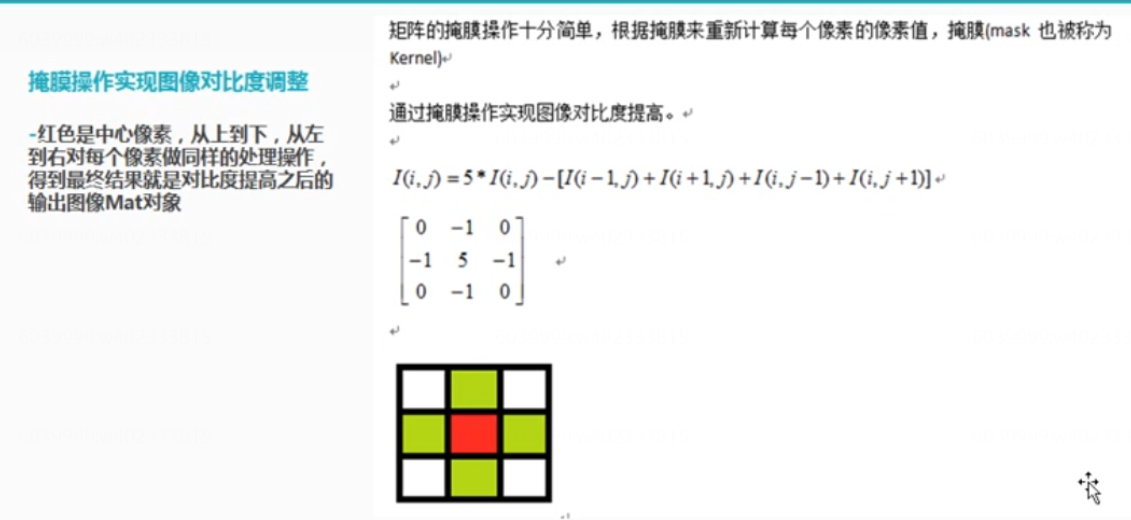 掩膜操作实现图像对比度调整
-红色是中心像素，从上到下，从左
到右对每个像素做同样的处理操作，
得到最终结果就是对比度提高之后的
输出图像Mat对象
矩阵的掩膜操作十分简单，根据掩膜来重新计算每个像素的像素值，掩膜(mask 也被称为
Kernel)
通过掩膜操作实现图像对比度提高。
I(i,j)=5*I(i,j)−[I(i−1,j)+I(i+1,j)+I(i,j−1)+I(i,j+1)]
0 −1 0
−1 5 −1
0 −1 0